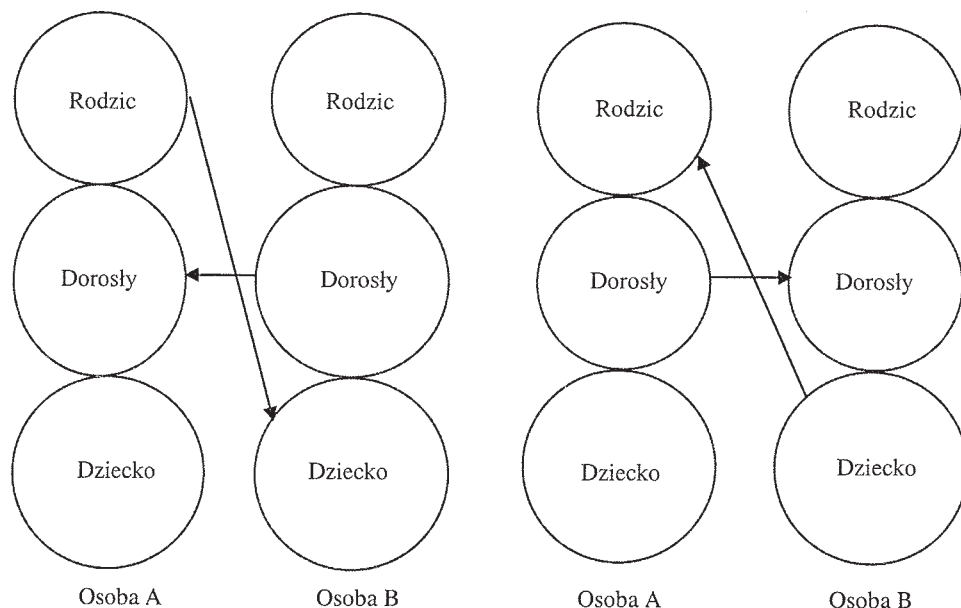 Rodzic
Rodzic
Dorosły
Dorosły
Dziecko
Dziecko
Osoba A
Osoba B
Rodzic
Rodzic
Dorosły
Dorosły
Dziecko
Dziecko
Osoba A
Osoba B